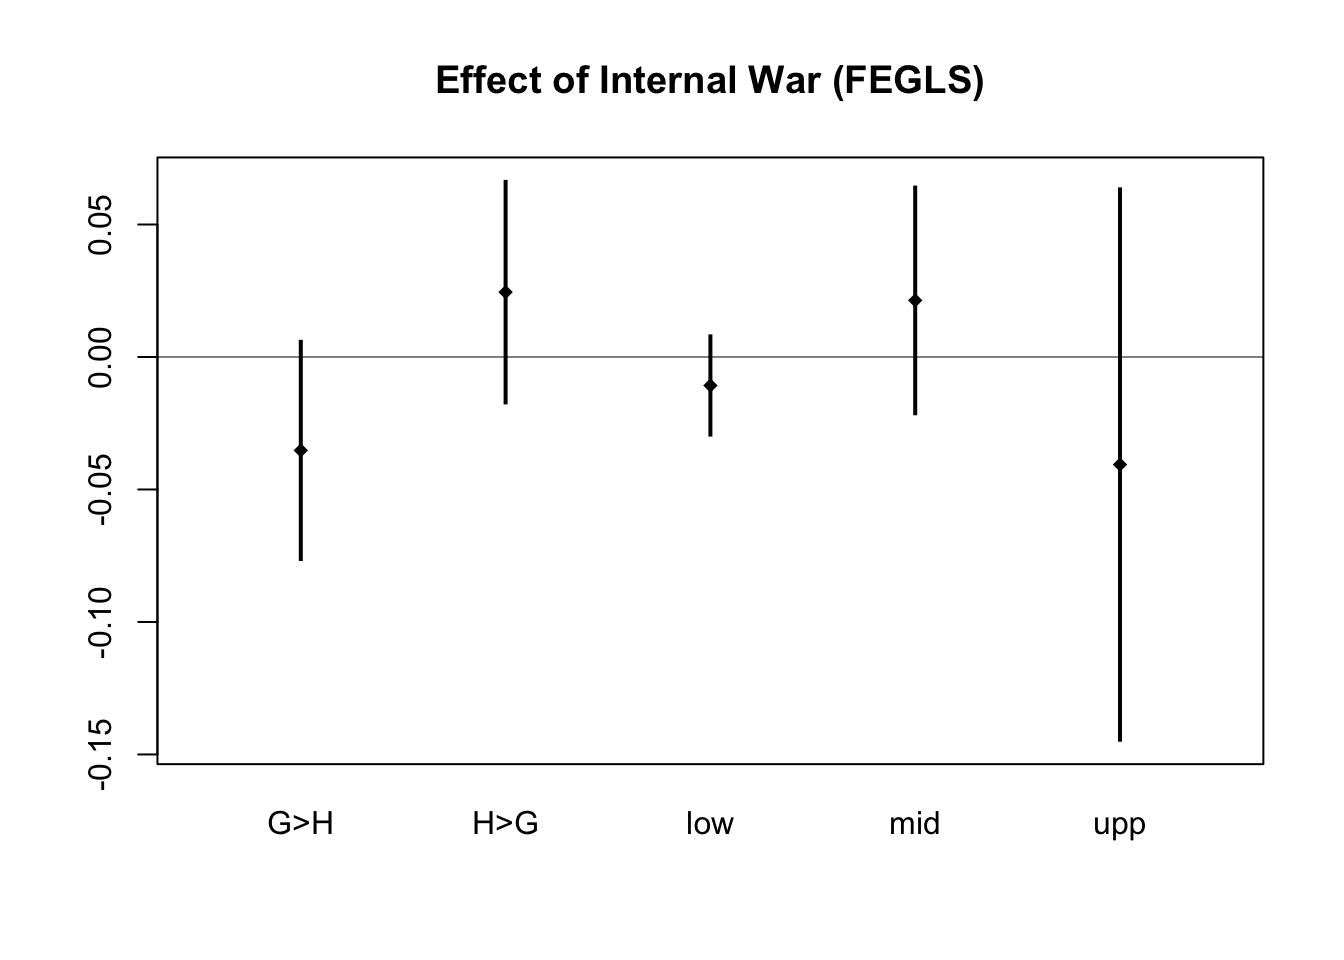 Effect of Internal War (FEGLS)
0.05
0.00
-0.05
-0.10
-0.15
G>H H>G low mid upp